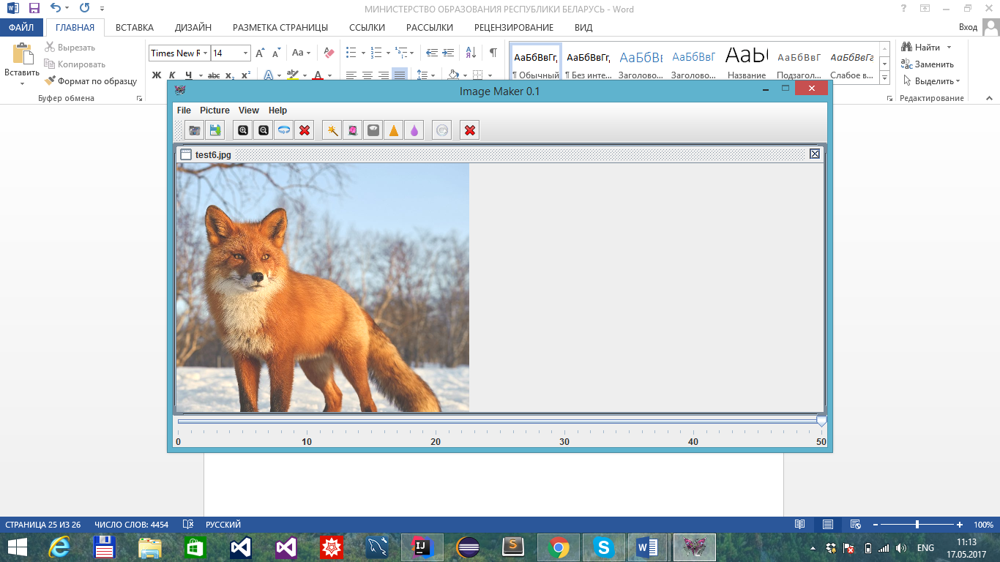 МИНИСТЕРСТВО ОБРАЗОВАНИЯ РЕСПУБЛИКИ БЕЛАРУСЬ - Word
ФАЙЛ ГЛАВНАЯ ВСТАВКА ДИЗАЙН РАЗМЕТКА СТРАНИЦЫ ССЫЛКИ РАССЫЛКИ РЕЦЕНЗИРОВАНИЕ ВИД Вход
Вставить
Вырезать
Копировать
Формат по образцу
Буфер обмена
Times New R 14
Aa
Ж К Ч abc x₂ x²
АаБбВвГг, АаБбВвГг, АаБбВв АаБбВвГ АаБ АаБбВвГ АаБбВвГг
¶ Обычный ¶ Без инте... Заголово... Заголово... Название Подзагол... Слабое в...
Найти
Заменить
Выделить
Редактирование
Image Maker 0.1
File Picture View Help
test6.jpg
0 10 20 30 40 50
СТРАНИЦА 25 ИЗ 26 ЧИСЛО СЛОВ: 4454 РУССКИЙ 100%
ENG
11:13
17.05.2017